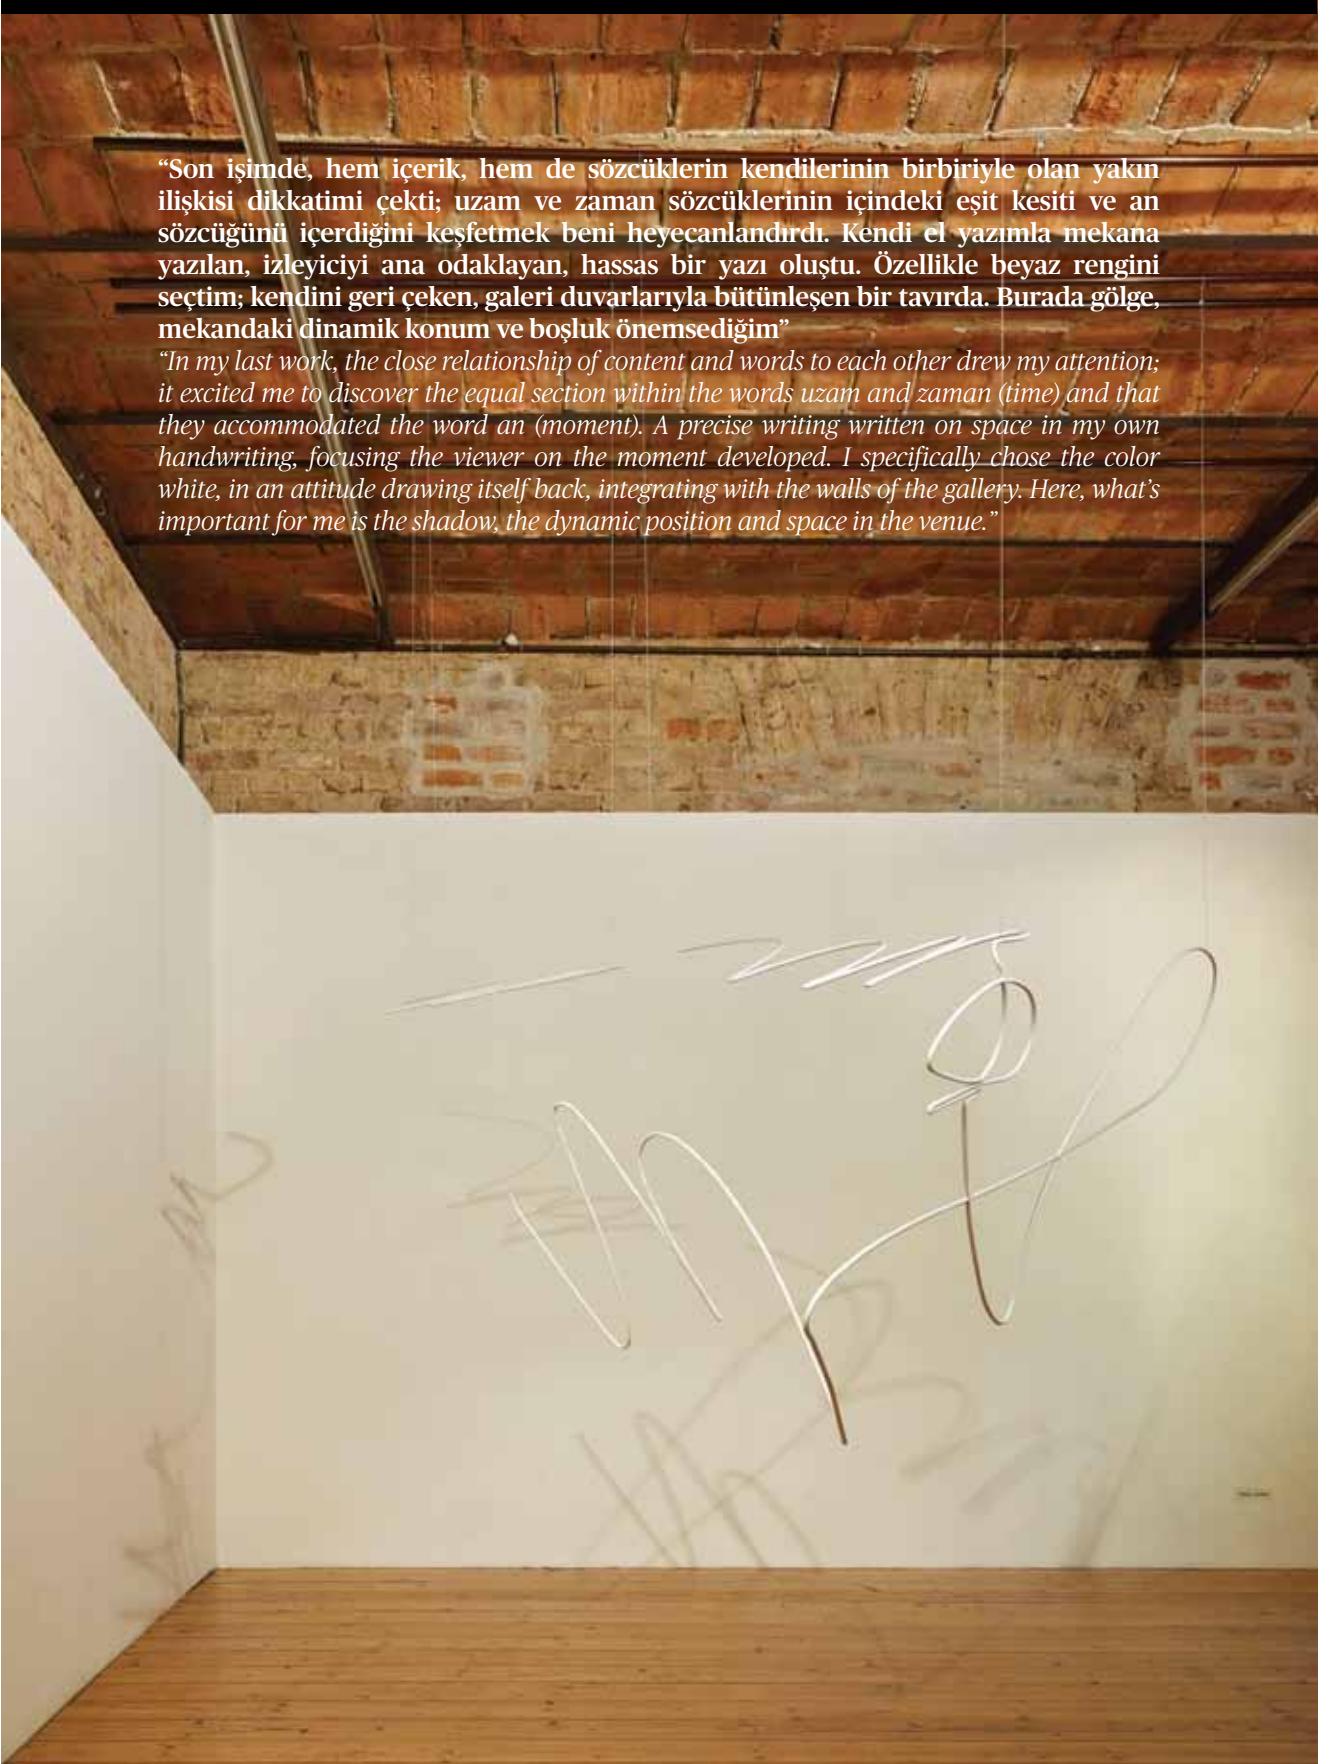 “Son işimde, hem içerik, hem de sözcüklerin kendilerinin birbiriyle olan yakın
ilişkisi dikkatimi çekti; uzam ve zaman sözcüklerinin içindeki eşit kesiti ve an
sözcüğünü içerdiğini keşfetmek beni heyecanlandırdı. Kendi el yazımla mekana
yazılan, izleyiciyi ana odaklayan, hassas bir yazı oluştu. Özellikle beyaz rengini
seçtim; kendini geri çeken, galeri duvarlarıyla bütünleşen bir tavırda. Burada gölge,
mekandaki dinamik konum ve boşluk önemsediğim”
“In my last work, the close relationship of content and words to each other drew my attention;
it excited me to discover the equal section within the words uzam and zaman (time) and that
they accommodated the word an (moment). A precise writing written on space in my own
handwriting, focusing the viewer on the moment developed. I specifically chose the color
white, in an attitude drawing itself back, integrating with the walls of the gallery. Here, what’s
important for me is the shadow, the dynamic position and space in the venue.”